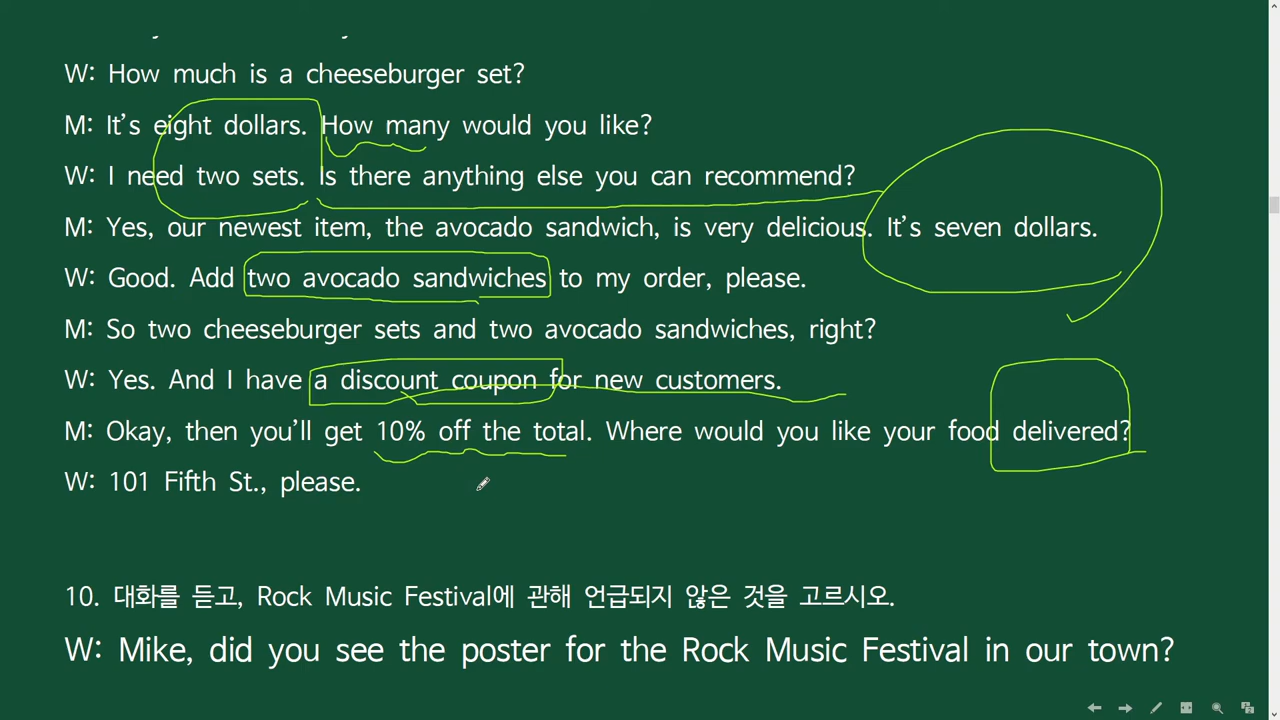 W: How much is a cheeseburger set?
M: It's eight dollars. How many would you like?
W: I need two sets. Is there anything else you can recommend?
M: Yes, our newest item, the avocado sandwich, is very delicious. It's seven dollars.
W: Good. Add two avocado sandwiches to my order, please.
M: So two cheeseburger sets and two avocado sandwiches, right?
W: Yes. And I have a discount coupon for new customers.
M: Okay, then you'll get 10% off the total. Where would you like your food delivered?
W: 101 Fifth St., please.
10. 대화를 듣고, Rock Music Festival에 관해 언급되지 않은 것을 고르시오.
W: Mike, did you see the poster for the Rock Music Festival in our town?